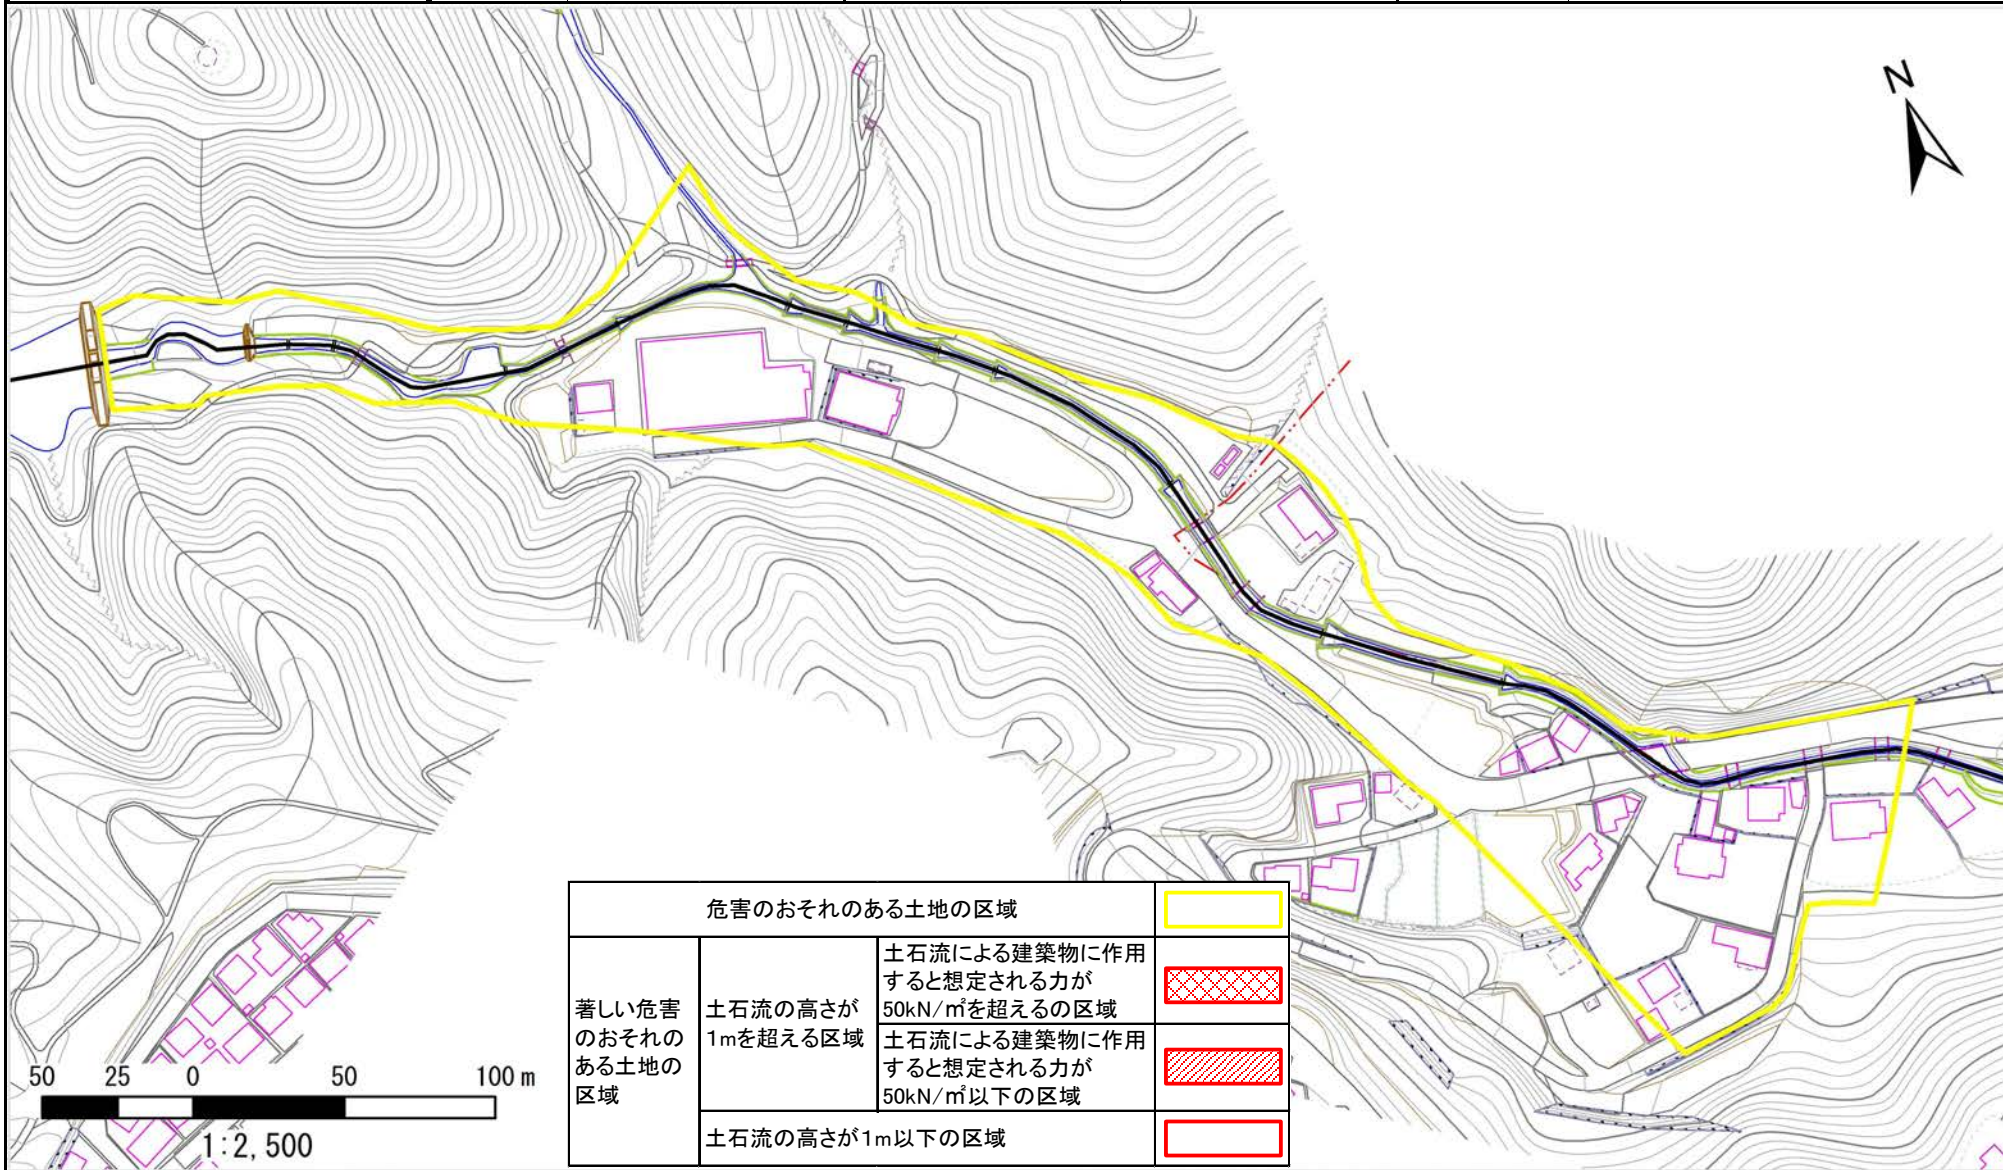 N
危害のおそれのある土地の区域
著しい危害
のおそれの
ある土地の
区域
土石流の高さが
1mを超える区域
土石流による建築物に作用
すると想定される力が
50kN/㎡を超えるの区域
土石流による建築物に作用
すると想定される力が
50kN/㎡以下の区域
土石流の高さが1m以下の区域
50 25 0 50 100 m
1:2,500